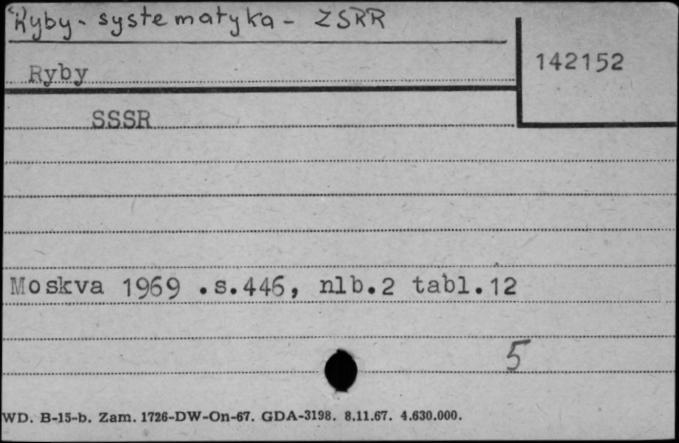 Ryby - systematyka - ZSRR
142152
Ryby
SSSR
Moskva 1969 .s.446, nlb.2 tabl.12
5
WD. B-15-b. Zam. 1726-DW-On-67. GDA-3198. 8.11.67. 4.630.000.